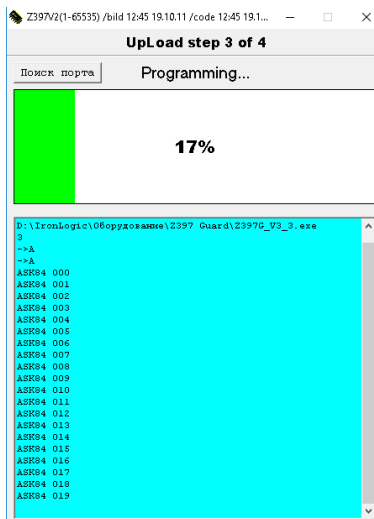 Z397V2(1-65535) /bild 12:45 19.10.11 /code 12:45 19.1...
UpLoad step 3 of 4
Поиск порта
Programming...
17%
D:\IronLogic\Оборудование\Z397 Guard\Z397G_V3_3.exe
3
->A
->A
ASK84 000
ASK84 001
ASK84 002
ASK84 003
ASK84 004
ASK84 005
ASK84 006
ASK84 007
ASK84 008
ASK84 009
ASK84 010
ASK84 011
ASK84 012
ASK84 013
ASK84 014
ASK84 015
ASK84 016
ASK84 017
ASK84 018
ASK84 019